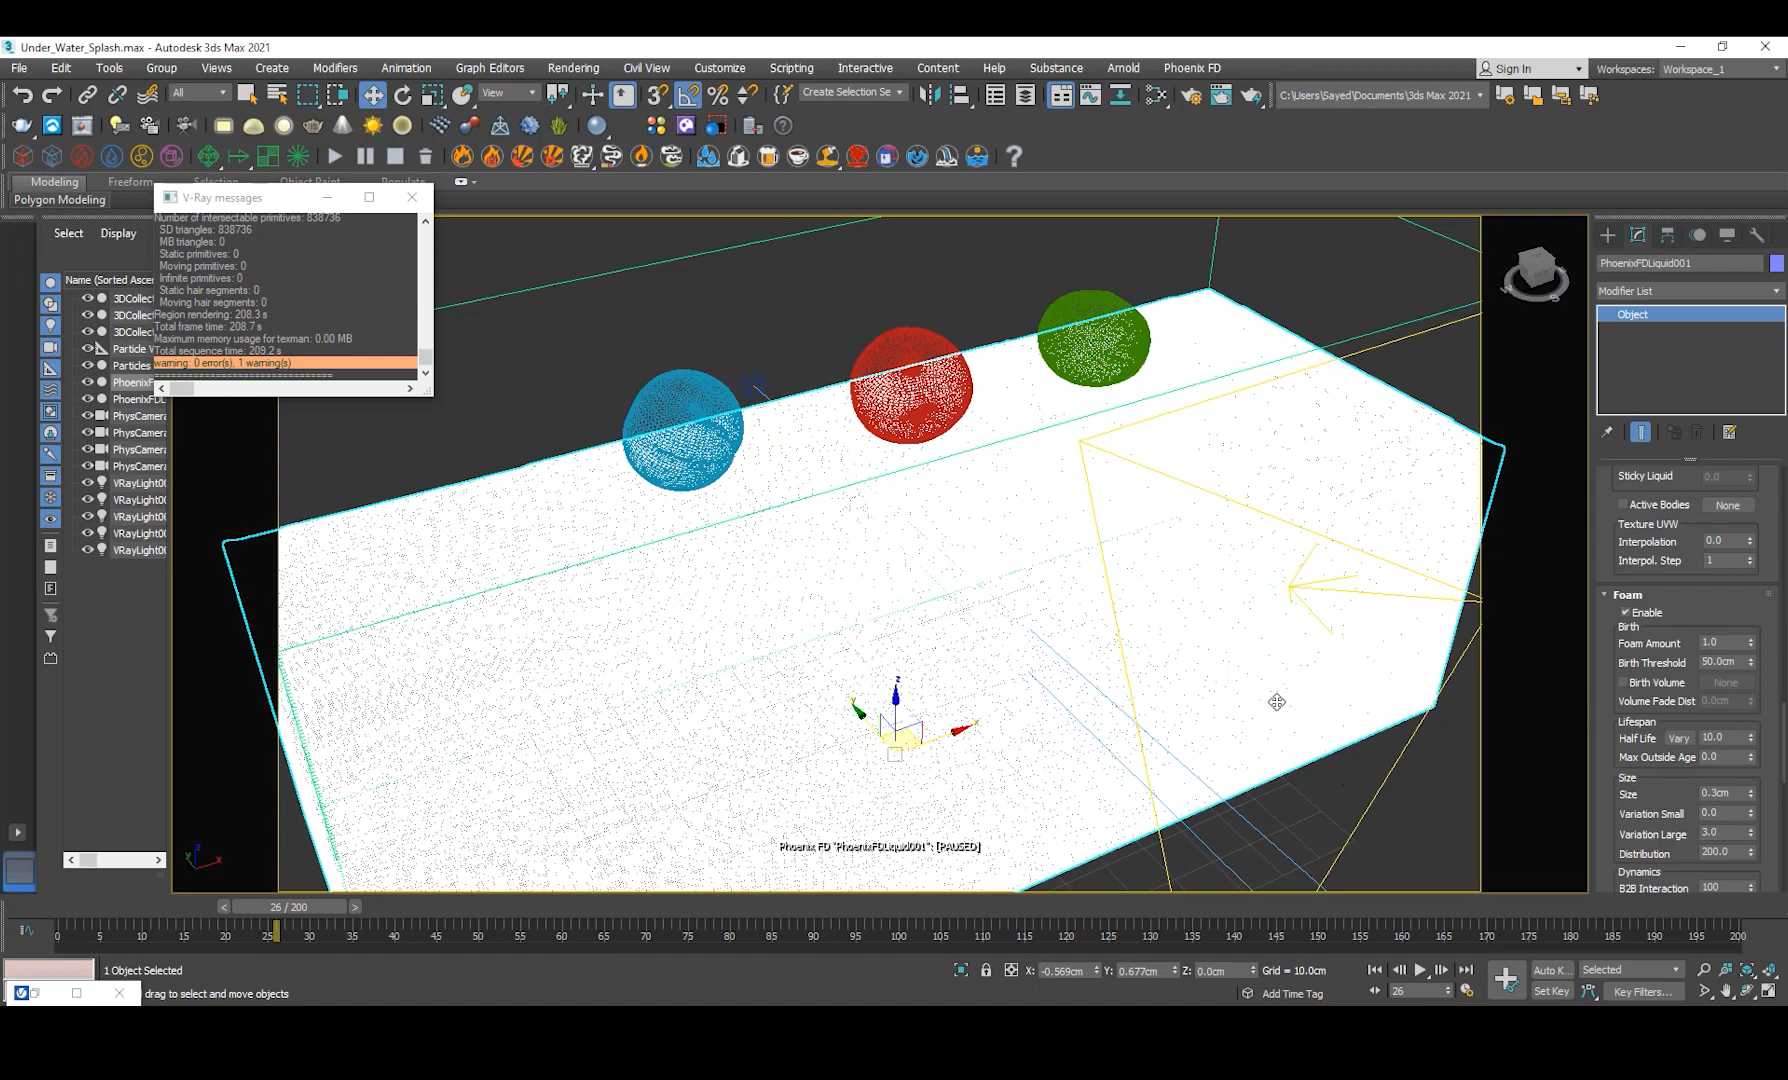 Under_Water_Splash.max - Autodesk 3ds Max 2021
File Edit Tools Group Views Create Modifiers Animation Graph Editors Rendering Civil View Customize Scripting Interactive Content Help Substance Arnold Phoenix FD
Sign In Workspaces: Workspace_1
All View Create Selection Se C:\Users\Sayed\Documents\3ds Max 2021
Modeling Freeform Selection Object Paint Populate
Polygon Modeling
V-Ray messages
Number of intersectable primitives: 838736
SD triangles: 838736
MB triangles: 0
Static primitives: 0
Moving primitives: 0
Infinite primitives: 0
Static hair segments: 0
Moving hair segments: 0
Region rendering: 208.3 s
Total frame time: 208.7 s
Maximum memory usage for texman: 0.00 MB
Total sequence time: 209.2 s
warning: 0 error(s), 1 warning(s)
==============================
Select Display
Name (Sorted Asce
3DCollec
3DCollec
3DCollec
Particle V
Particles
PhoenixF
PhoenixFDL
PhysCamera
PhysCamera
PhysCamera
PhysCamera
VRayLight00
VRayLight00
VRayLight00
VRayLight00
VRayLight00
z
y
x
Phoenix FD "PhoenixFDLiquid001": [PAUSED]
PhoenixFDLiquid001
Modifier List
Object
Sticky Liquid 0.0
Active Bodies None
Texture UVW
Interpolation 0.0
Interpol. Step 1
Foam
Enable
Birth
Foam Amount 1.0
Birth Threshold 50.0cm
Birth Volume None
Volume Fade Dist 0.0cm
Lifespan
Half Life Vary 10.0
Max Outside Age 0.0
Size
Size 0.3cm
Variation Small 0.0
Variation Large 3.0
Distribution 200.0
Dynamics
B2B Interaction 100
< 26 / 200 >
0 5 10 15 20 25 30 35 40 45 50 55 60 65 70 75 80 85 90 95 100 105 110 115 120 125 130 135 140 145 150 155 160 165 170 175 180 185 190 195 200
1 Object Selected X: -0.569cm Y: 0.677cm Z: 0.0cm Grid = 10.0cm Auto K... Selected
drag to select and move objects Add Time Tag 26 Set Key Key Filters...